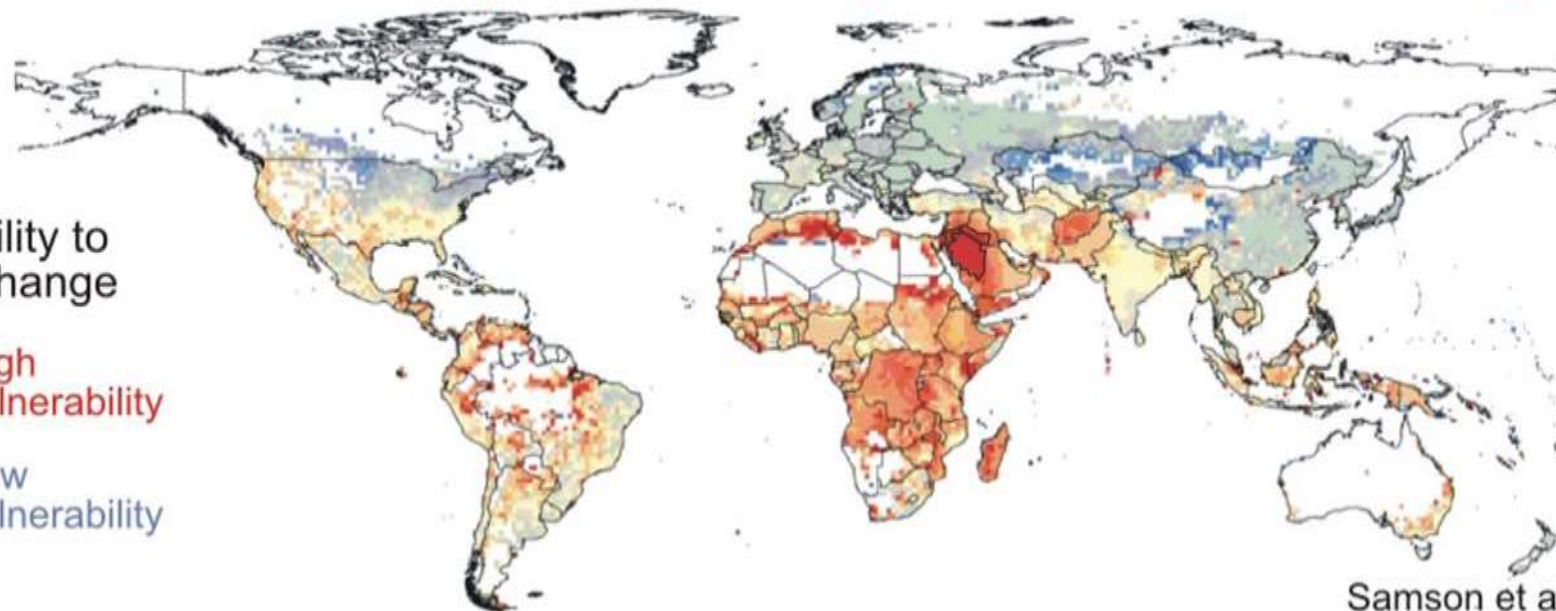 ility to
hange
gh
lnerability
w
lnerability
Samson et a